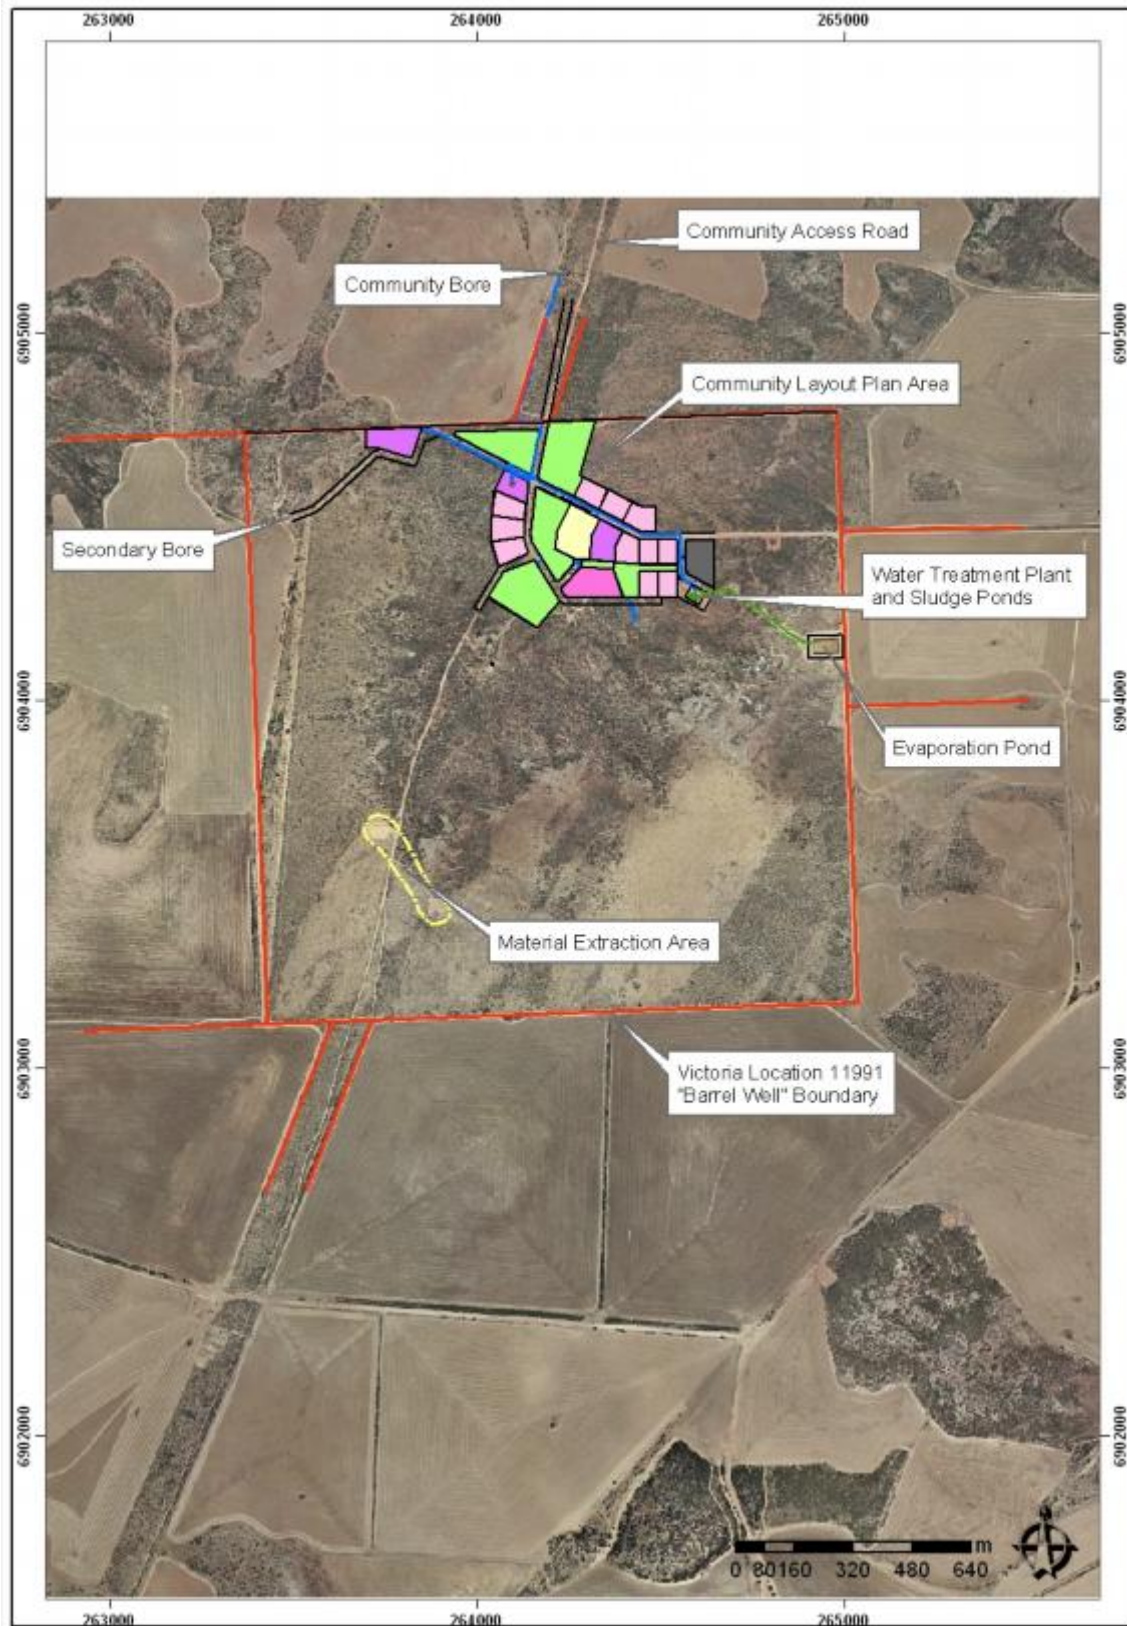 263000
264000
265000
Community Access Road
Community Bore
6905000
6905000
Community Layout Plan Area
Secondary Bore
Water Treatment Plant
and Sludge Ponds
6904000
6904000
Evaporation Pond
Material Extraction Area
6903000
6903000
Victoria Location 11991
"Barrel Well" Boundary
6902000
6902000
m
0 80 160 320 480 640
263000
264000
265000